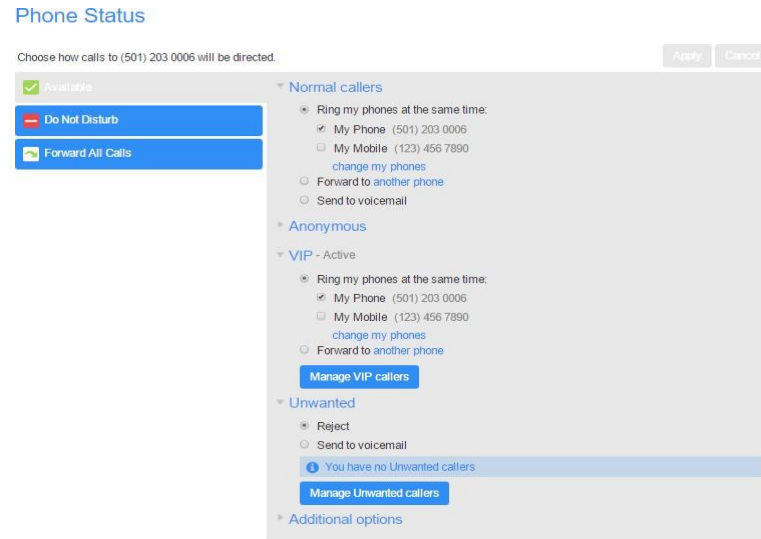 Phone Status
Choose how calls to (501) 203 0006 will be directed.
Apply Cancel
Available
Do Not Disturb
Forward All Calls
Normal callers
Ring my phones at the same time:
My Phone (501) 203 0006
My Mobile (123) 456 7890
change my phones
Forward to another phone
Send to voicemail
Anonymous
VIP - Active
Ring my phones at the same time:
My Phone (501) 203 0006
My Mobile (123) 456 7890
change my phones
Forward to another phone
Manage VIP callers
Unwanted
Reject
Send to voicemail
You have no Unwanted callers
Manage Unwanted callers
Additional options